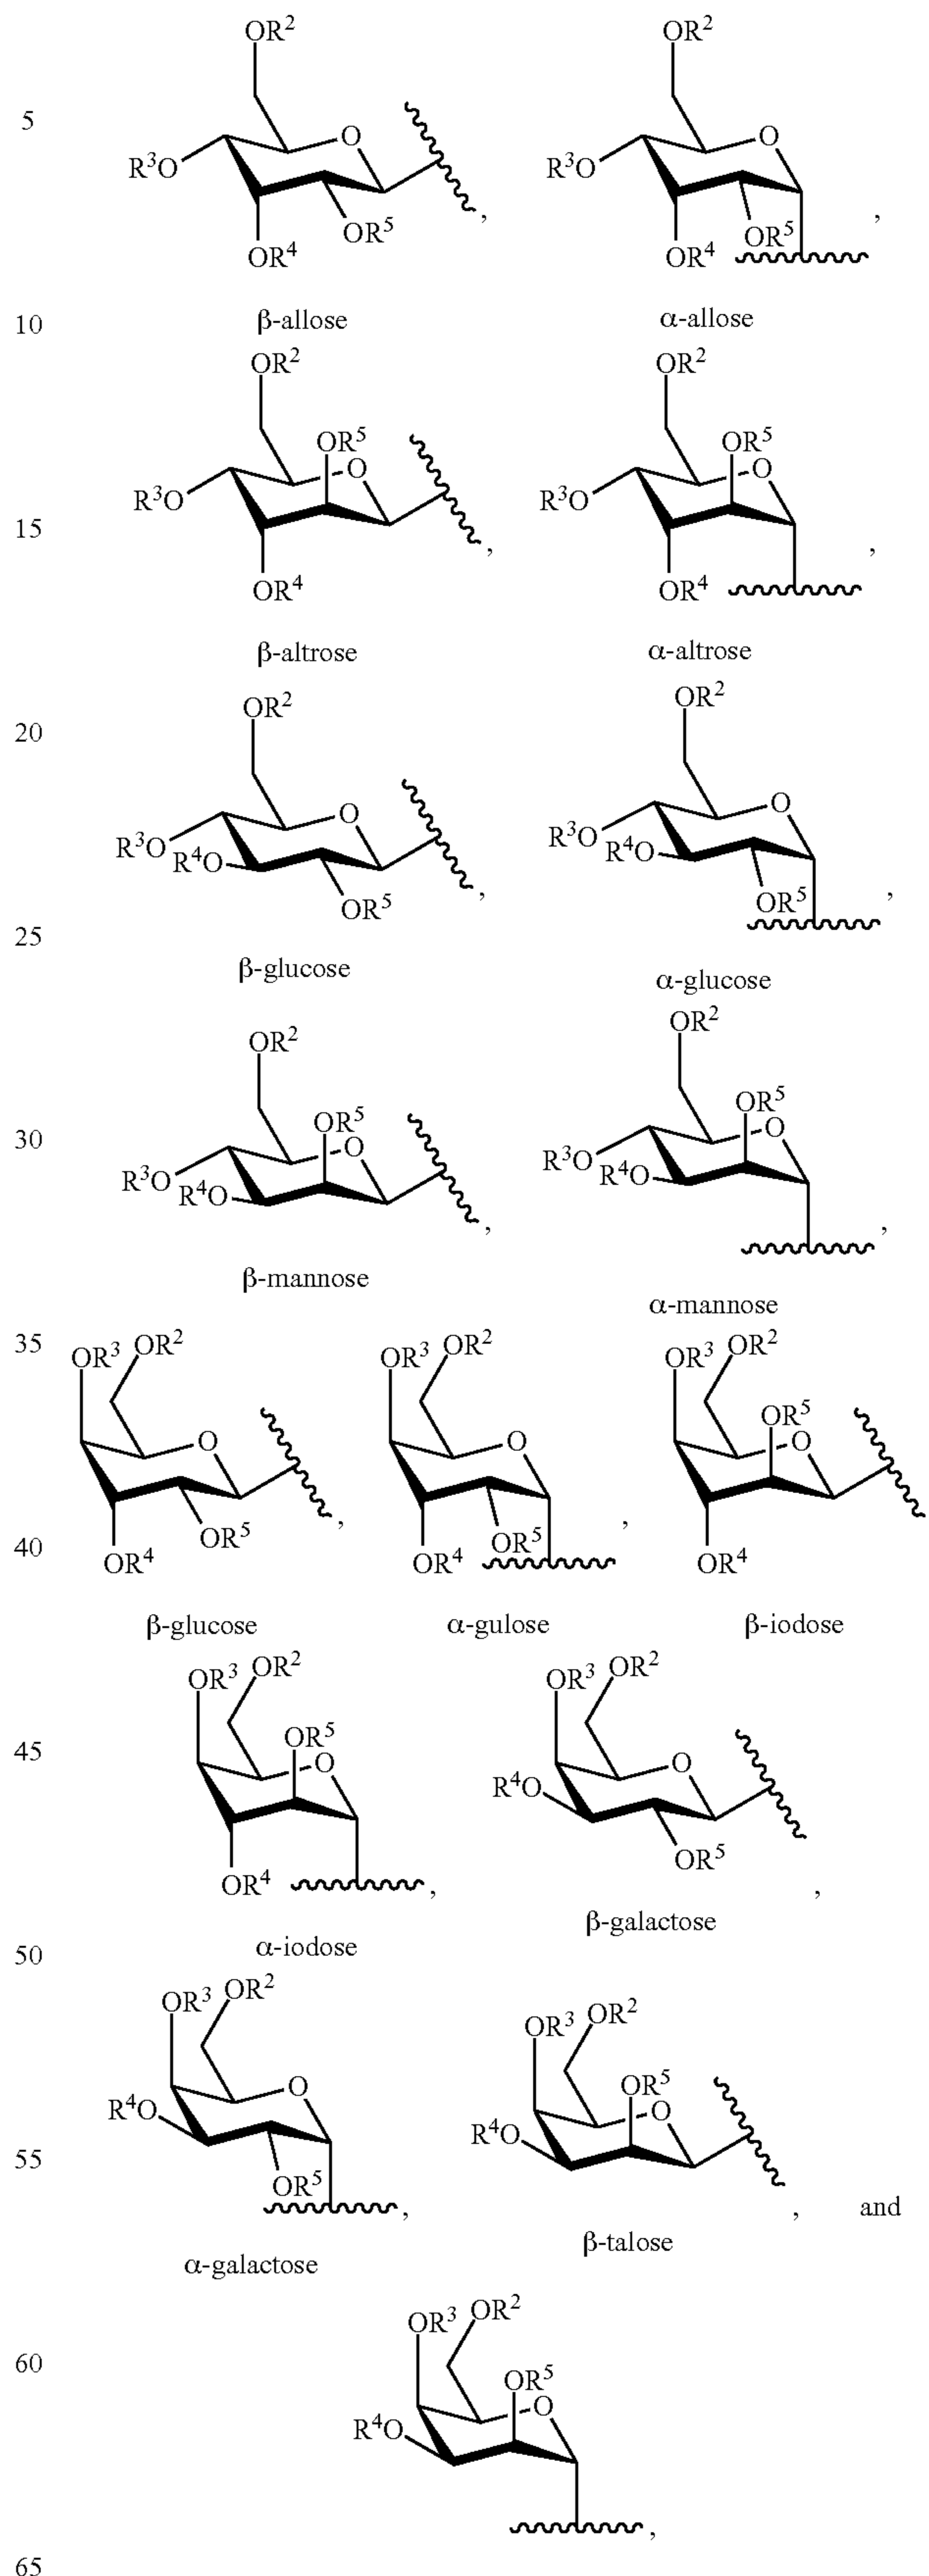 OR² OR²
5
O O
R³O R³O
OR⁵ , OR⁵ ,
OR⁴ OR⁴
10 β-allose α-allose
OR² OR²
OR⁵ OR⁵
O O
R³O R³O
15 , ,
OR⁴ OR⁴
β-altrose α-altrose
OR² OR²
20
O O
R³O R³O
R⁴O R⁴O
OR⁵ , OR⁵ ,
25
β-glucose α-glucose
OR² OR²
OR⁵ OR⁵
30 O O
R³O R³O
R⁴O R⁴O
, ,
β-mannose α-mannose
35 OR³ OR² OR³ OR² OR³ OR²
OR⁵
O O O
OR⁵ , OR⁵ , ,
40 OR⁴ OR⁴ OR⁴
β-glucose α-gulose β-iodose
OR³ OR² OR³ OR²
45 OR⁵
O O
R⁴O
OR⁵
OR⁴ , ,
β-galactose
50 α-iodose
OR³ OR² OR³ OR²
O OR⁵ O
R⁴O R⁴O
55 OR⁵
, , and
β-talose
α-galactose
60 OR³ OR²
OR⁵
O
R⁴O
,
65